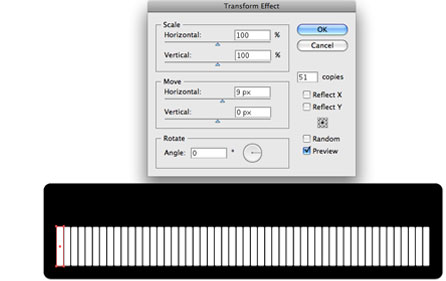 Transform Effect
Scale
Horizontal: 100 %
Vertical: 100 %
Move
Horizontal: 9 px
Vertical: 0 px
Rotate
Angle: 0 °
OK
Cancel
51 copies
Reflect X
Reflect Y
Random
Preview